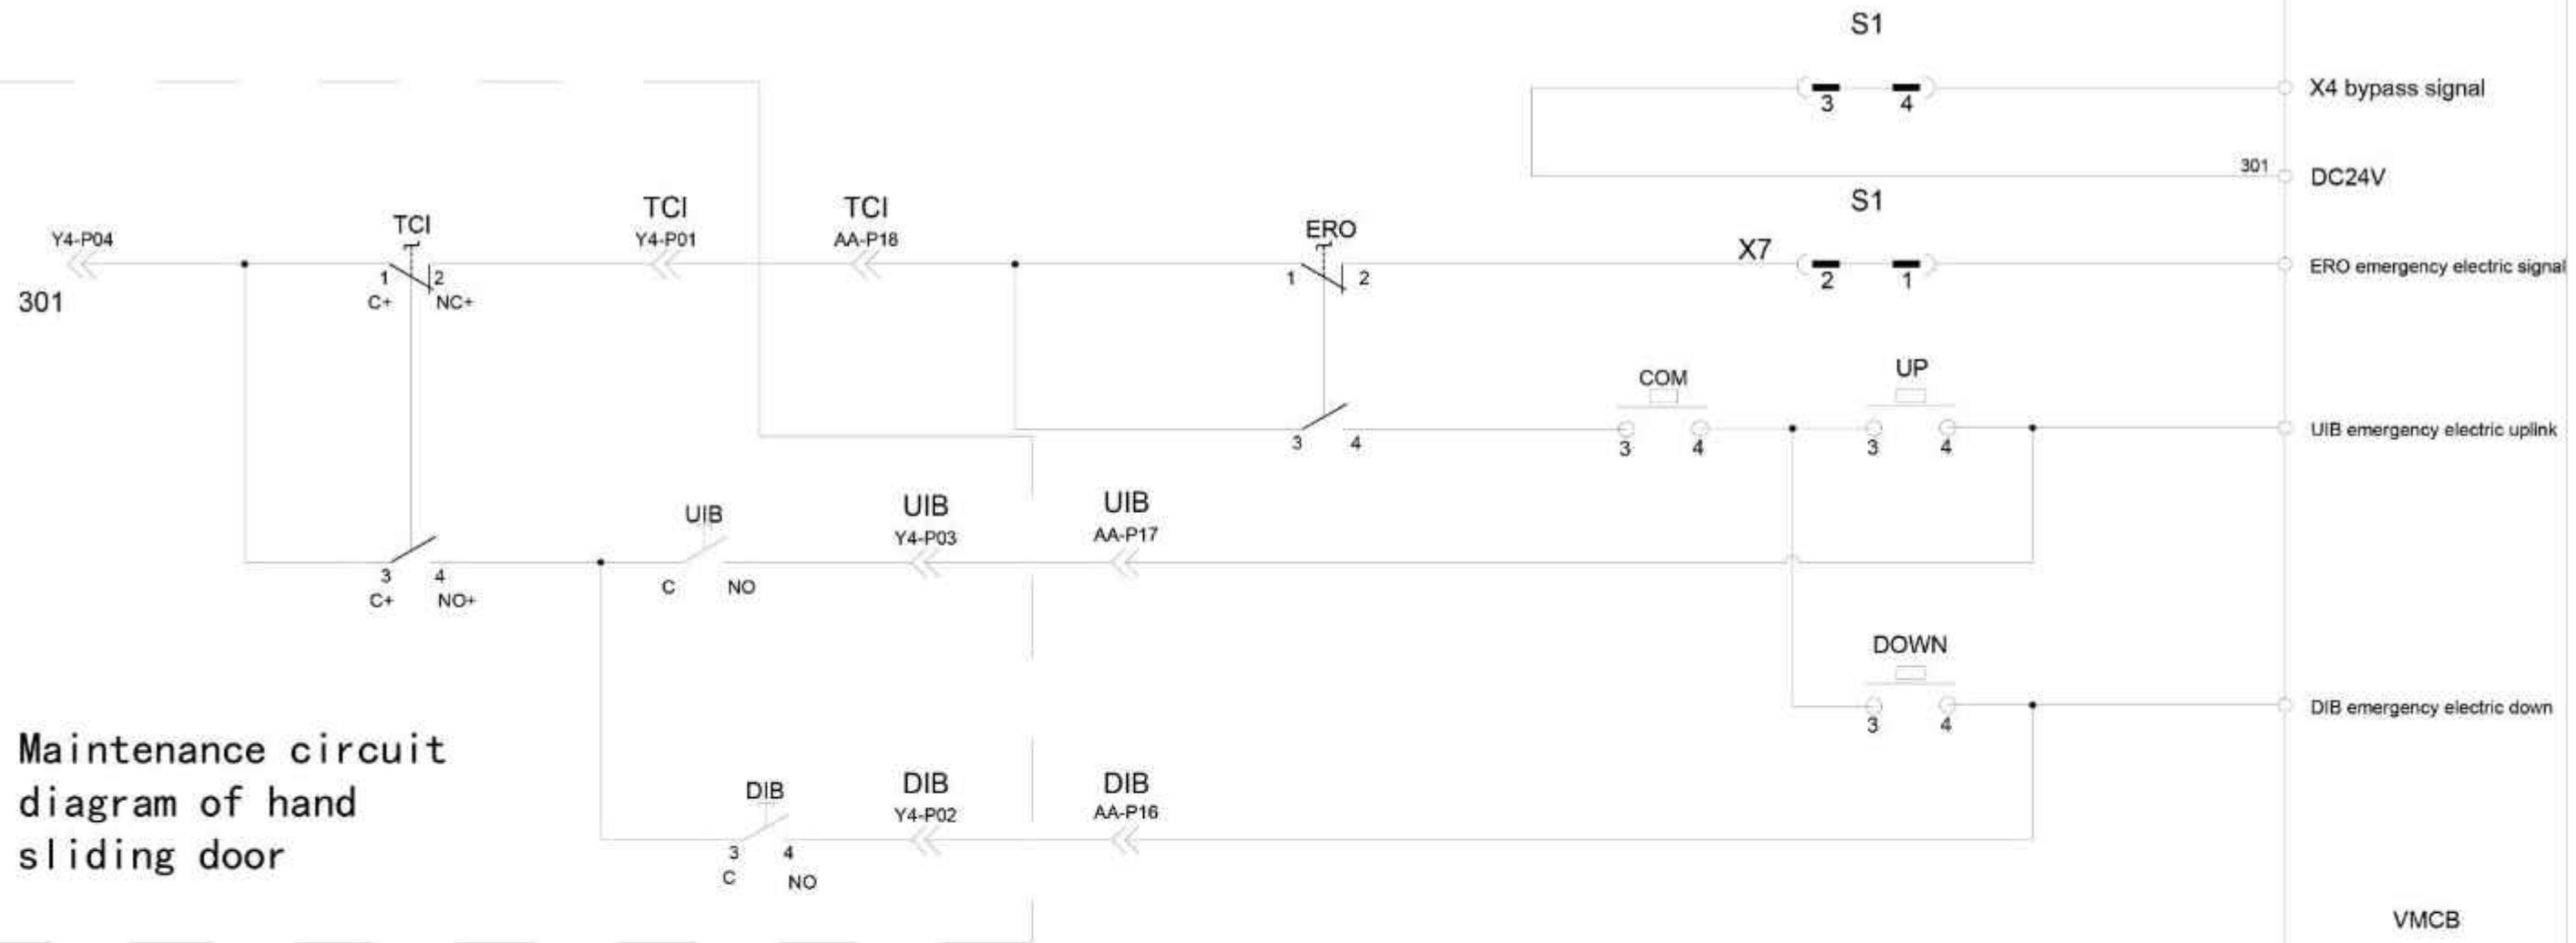 S1
3 4
X4 bypass signal
301
DC24V
S1
TCI
Y4-P01
TCI
AA-P18
Y4-P04
TCI
1 2
C+ NC+
301
ERO
1 2
X7
2 1
ERO emergency electric signal
COM
3 4
UP
3 4
UIB emergency electric uplink
3 4
UIB
C NO
UIB
Y4-P03
UIB
AA-P17
3 4
C+ NO+
DOWN
3 4
DIB emergency electric down
Maintenance circuit
diagram of hand
sliding door
DIB
3 4
C NO
DIB
Y4-P02
DIB
AA-P16
VMCB